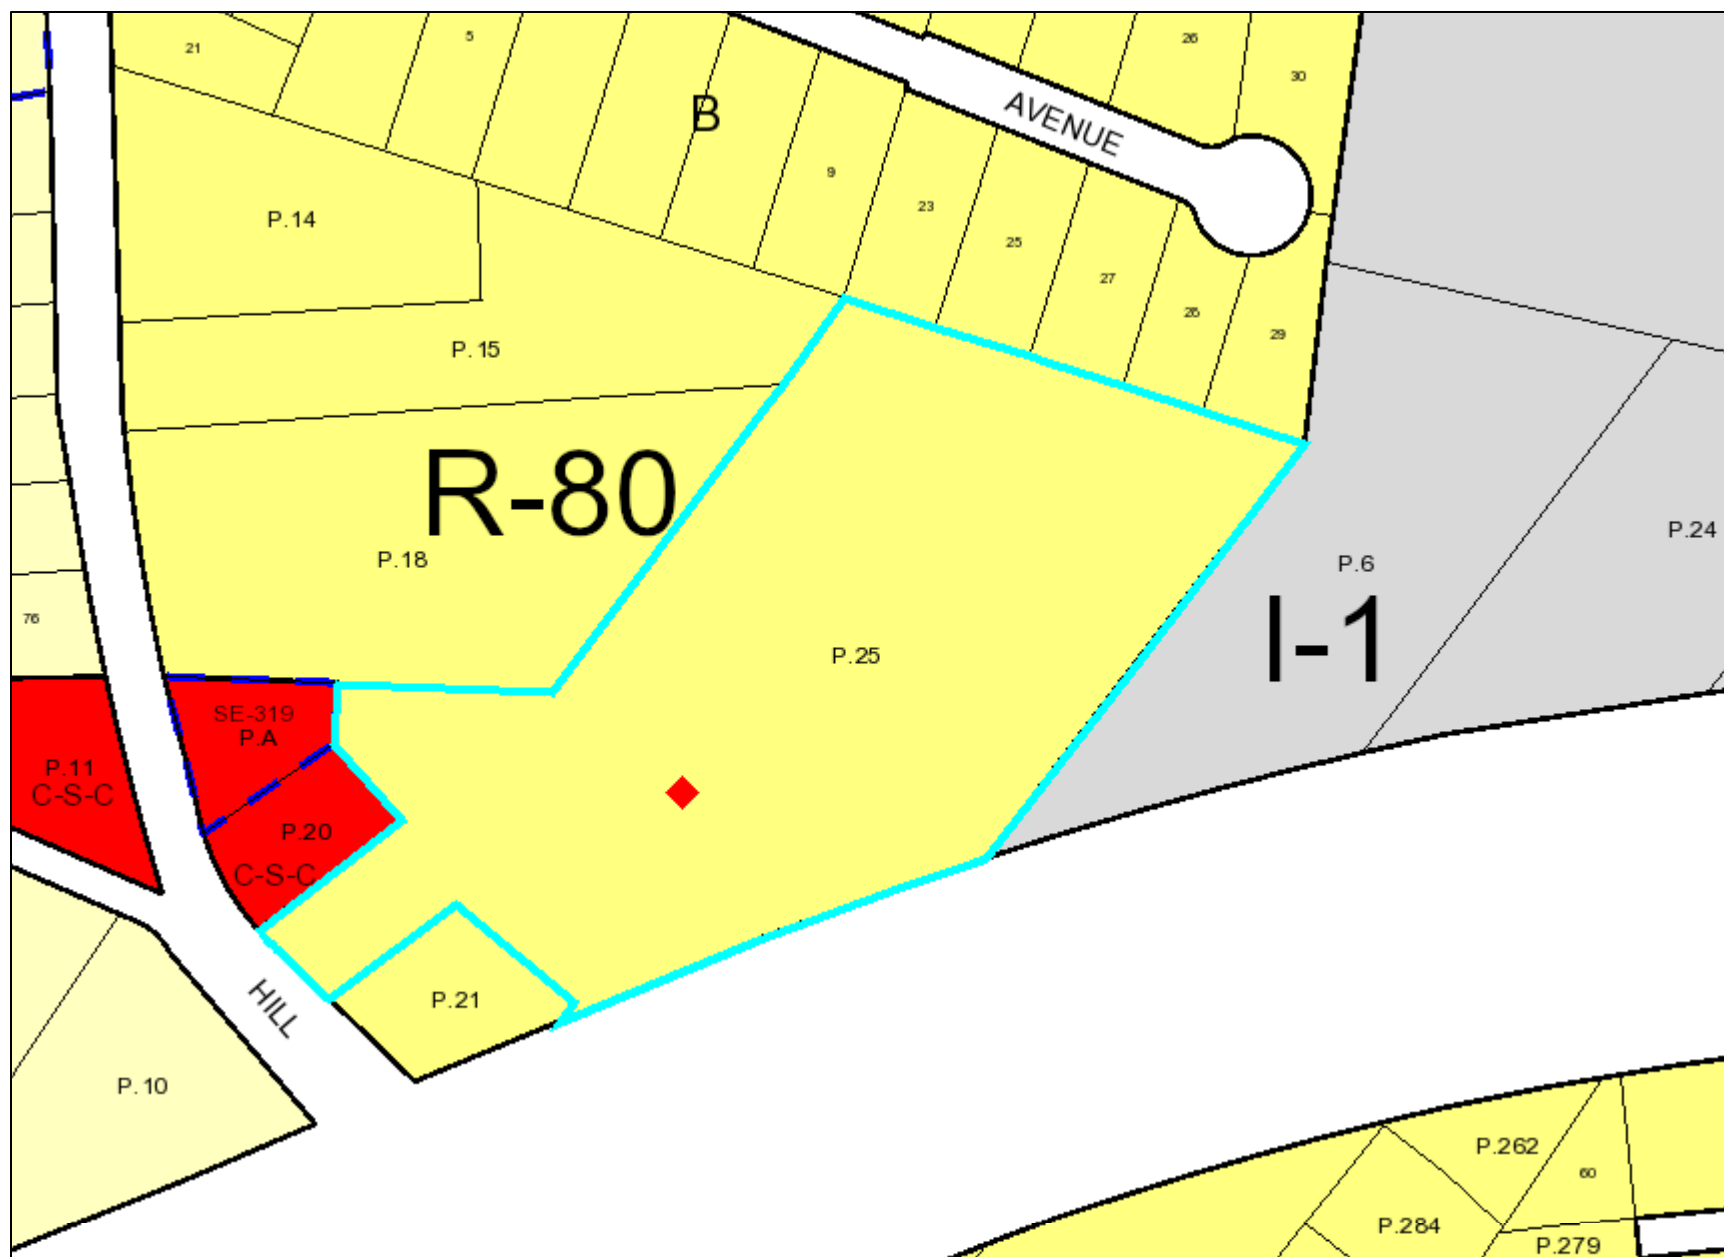 21
5
26
30
B
AVENUE
9
23
25
27
26
29
P.14
P.15
R-80
P.18
P.6
P.24
I-1
P.25
76
SE-319
P.A
P.11
C-S-C
P.20
C-S-C
P.21
HILL
P.10
P.262
60
P.284
P.279